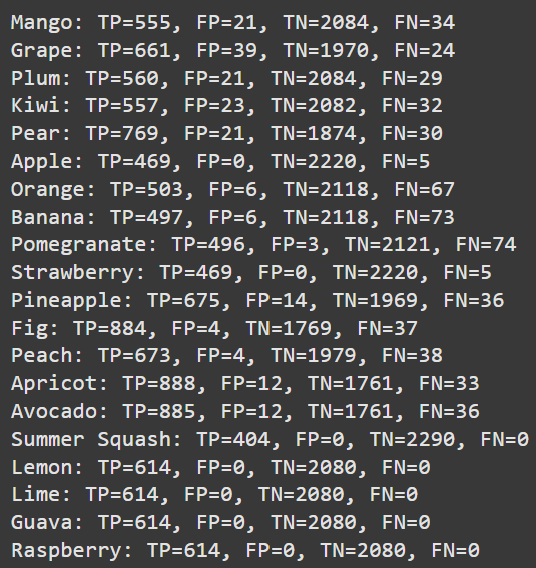 Mango: TP=555, FP=21, TN=2084, FN=34
Grape: TP=661, FP=39, TN=1970, FN=24
Plum: TP=560, FP=21, TN=2084, FN=29
Kiwi: TP=557, FP=23, TN=2082, FN=32
Pear: TP=769, FP=21, TN=1874, FN=30
Apple: TP=469, FP=0, TN=2220, FN=5
Orange: TP=503, FP=6, TN=2118, FN=67
Banana: TP=497, FP=6, TN=2118, FN=73
Pomegranate: TP=496, FP=3, TN=2121, FN=74
Strawberry: TP=469, FP=0, TN=2220, FN=5
Pineapple: TP=675, FP=14, TN=1969, FN=36
Fig: TP=884, FP=4, TN=1769, FN=37
Peach: TP=673, FP=4, TN=1979, FN=38
Apricot: TP=888, FP=12, TN=1761, FN=33
Avocado: TP=885, FP=12, TN=1761, FN=36
Summer Squash: TP=404, FP=0, TN=2290, FN=0
Lemon: TP=614, FP=0, TN=2080, FN=0
Lime: TP=614, FP=0, TN=2080, FN=0
Guava: TP=614, FP=0, TN=2080, FN=0
Raspberry: TP=614, FP=0, TN=2080, FN=0